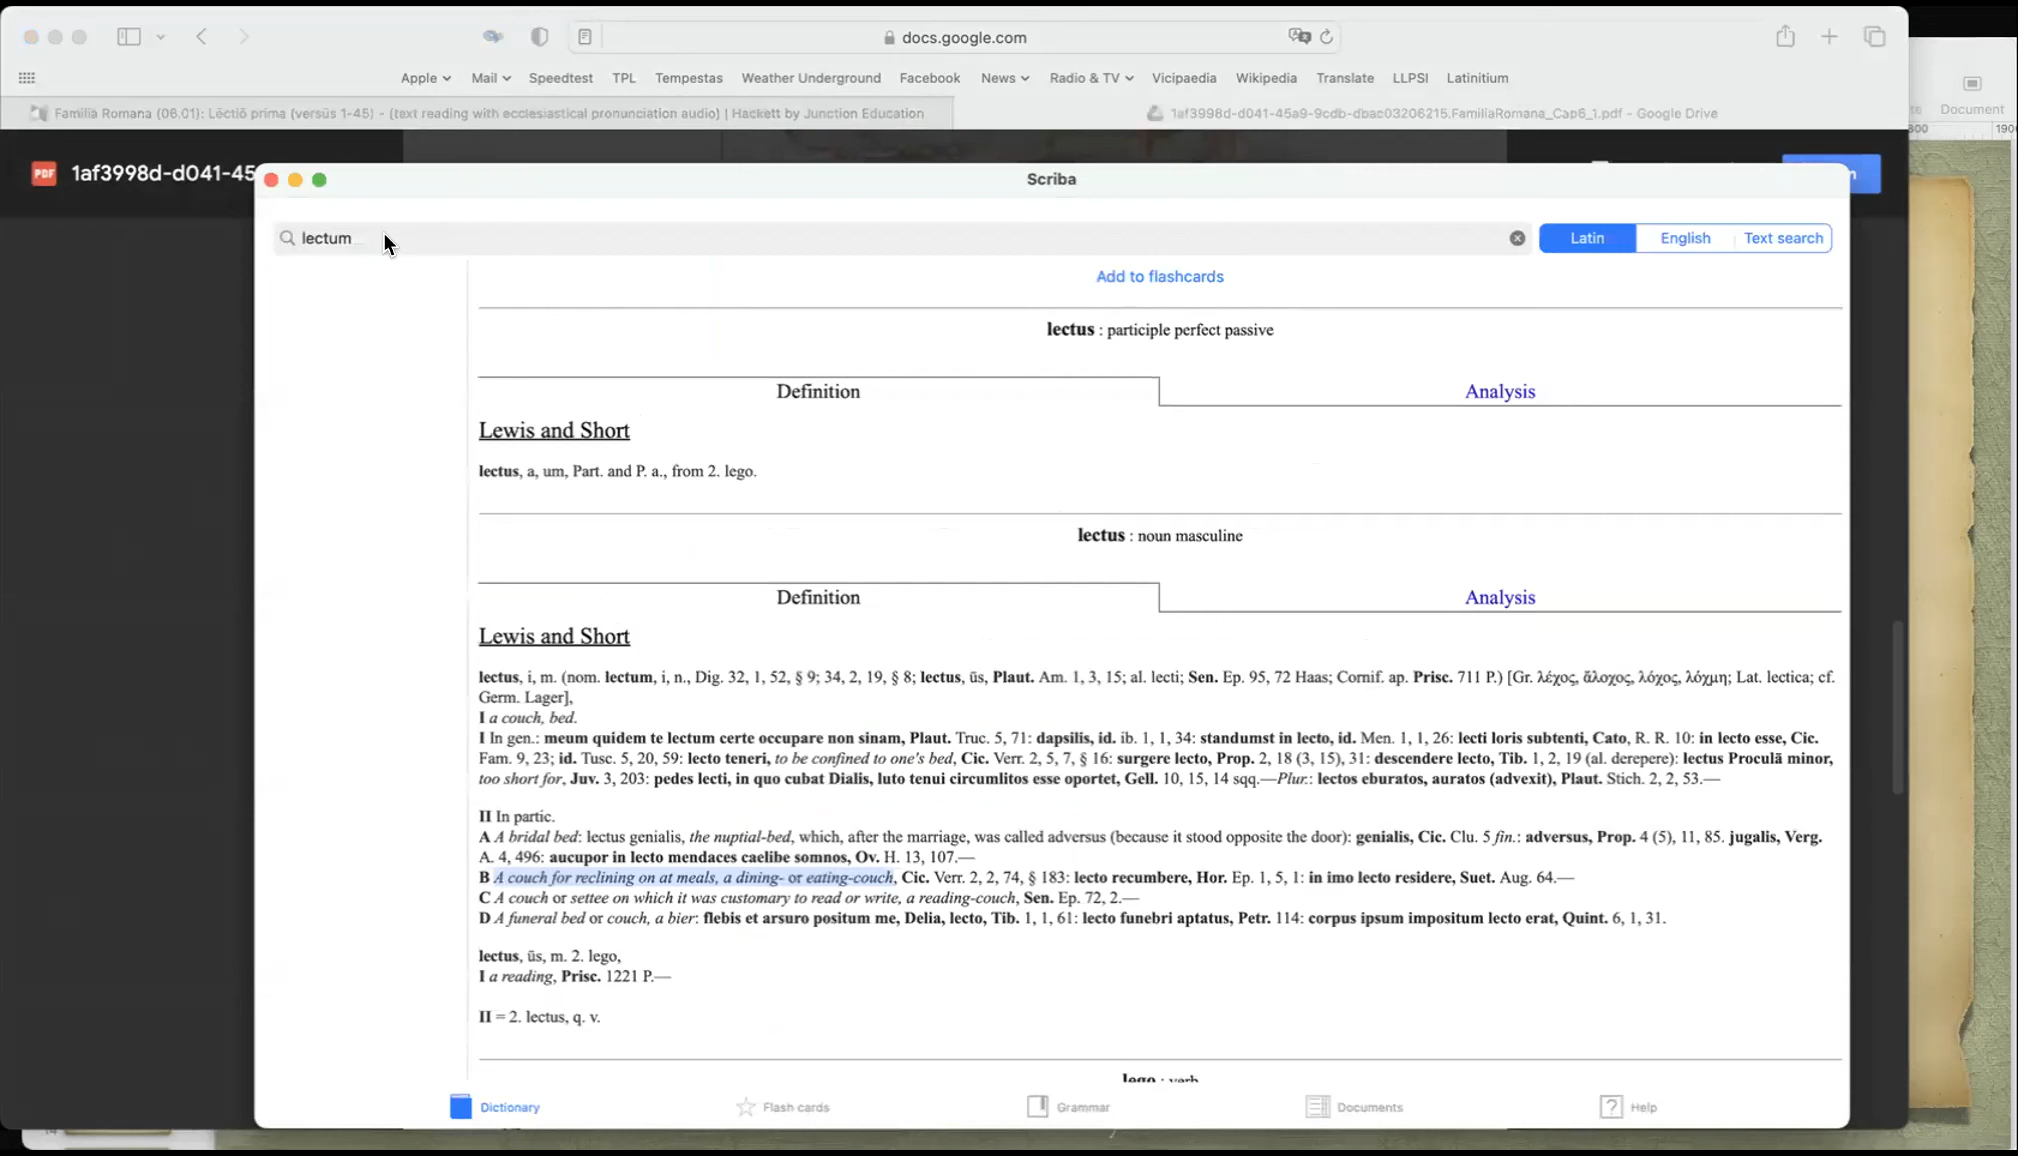 docs.google.com
Apple Mail Speedtest TPL Tempestas Weather Underground Facebook News Radio & TV Vicipaedia Wikipedia Translate LLPSI Latinitium
Familia Romana (06.01): Lēctiō prima (versūs 1-45) - (text reading with ecclesiastical pronunciation audio) | Hackett by Junction Education
1af3998d-d041-45a9-9cdb-dbac03206215.FamiliaRomana_Cap6_1.pdf - Google Drive
Document
1900
PDF 1af3998d-d041-45
Scriba
lectum
Latin English Text search
Add to flashcards
lectus : participle perfect passive
Definition Analysis
Lewis and Short
lectus, a, um, Part. and P. a., from 2. lego.
lectus : noun masculine
Definition Analysis
Lewis and Short
lectus, i, m. (nom. lectum, i, n., Dig. 32, 1, 52, § 9; 34, 2, 19, § 8; lectus, ūs, Plaut. Am. 1, 3, 15; al. lecti; Sen. Ep. 95, 72 Haas; Cornif. ap. Prisc. 711 P.) [Gr. λέχος, ἄλοχος, λόχος, λόχμη; Lat. lectica; cf.
Germ. Lager],
I a couch, bed.
I In gen.: meum quidem te lectum certe occupare non sinam, Plaut. Truc. 5, 71: dapsilis, id. ib. 1, 1, 34: standumst in lecto, id. Men. 1, 1, 26: lecti loris subtenti, Cato, R. R. 10: in lecto esse, Cic.
Fam. 9, 23; id. Tusc. 5, 20, 59: lecto teneri, to be confined to one's bed, Cic. Verr. 2, 5, 7, § 16: surgere lecto, Prop. 2, 18 (3, 15), 31: descendere lecto, Tib. 1, 2, 19 (al. derepere): lectus Proculā minor,
too short for, Juv. 3, 203: pedes lecti, in quo cubat Dialis, luto tenui circumlitos esse oportet, Gell. 10, 15, 14 sqq.—Plur.: lectos eburatos, auratos (advexit), Plaut. Stich. 2, 2, 53.—
II In partic.
A A bridal bed: lectus genialis, the nuptial-bed, which, after the marriage, was called adversus (because it stood opposite the door): genialis, Cic. Clu. 5 fin.: adversus, Prop. 4 (5), 11, 85. jugalis, Verg.
A. 4, 496: aucupor in lecto mendaces caelibe somnos, Ov. H. 13, 107.—
B A couch for reclining on at meals, a dining- or eating-couch, Cic. Verr. 2, 2, 74, § 183: lecto recumbere, Hor. Ep. 1, 5, 1: in imo lecto residere, Suet. Aug. 64.—
C A couch or settee on which it was customary to read or write, a reading-couch, Sen. Ep. 72, 2.—
D A funeral bed or couch, a bier: flebis et arsuro positum me, Delia, lecto, Tib. 1, 1, 61: lecto funebri aptatus, Petr. 114: corpus ipsum impositum lecto erat, Quint. 6, 1, 31.
lectus, ūs, m. 2. lego,
I a reading, Prisc. 1221 P.—
II = 2. lectus, q. v.
lego : verb
Dictionary Flash cards Grammar Documents Help